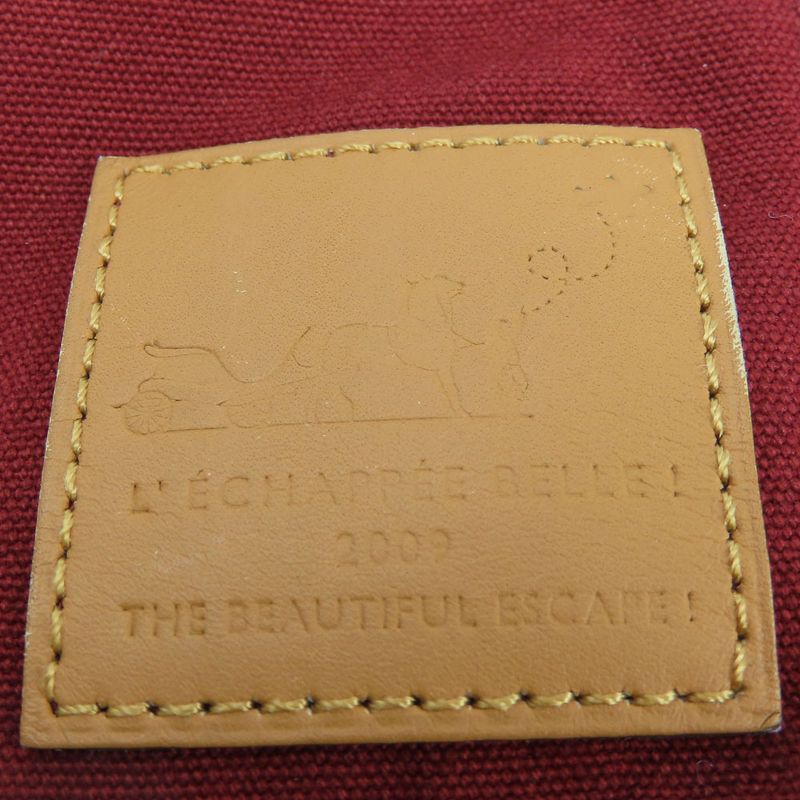 L'ÉCHAPPÉE BELLE !
2009
THE BEAUTIFUL ESCAPE !